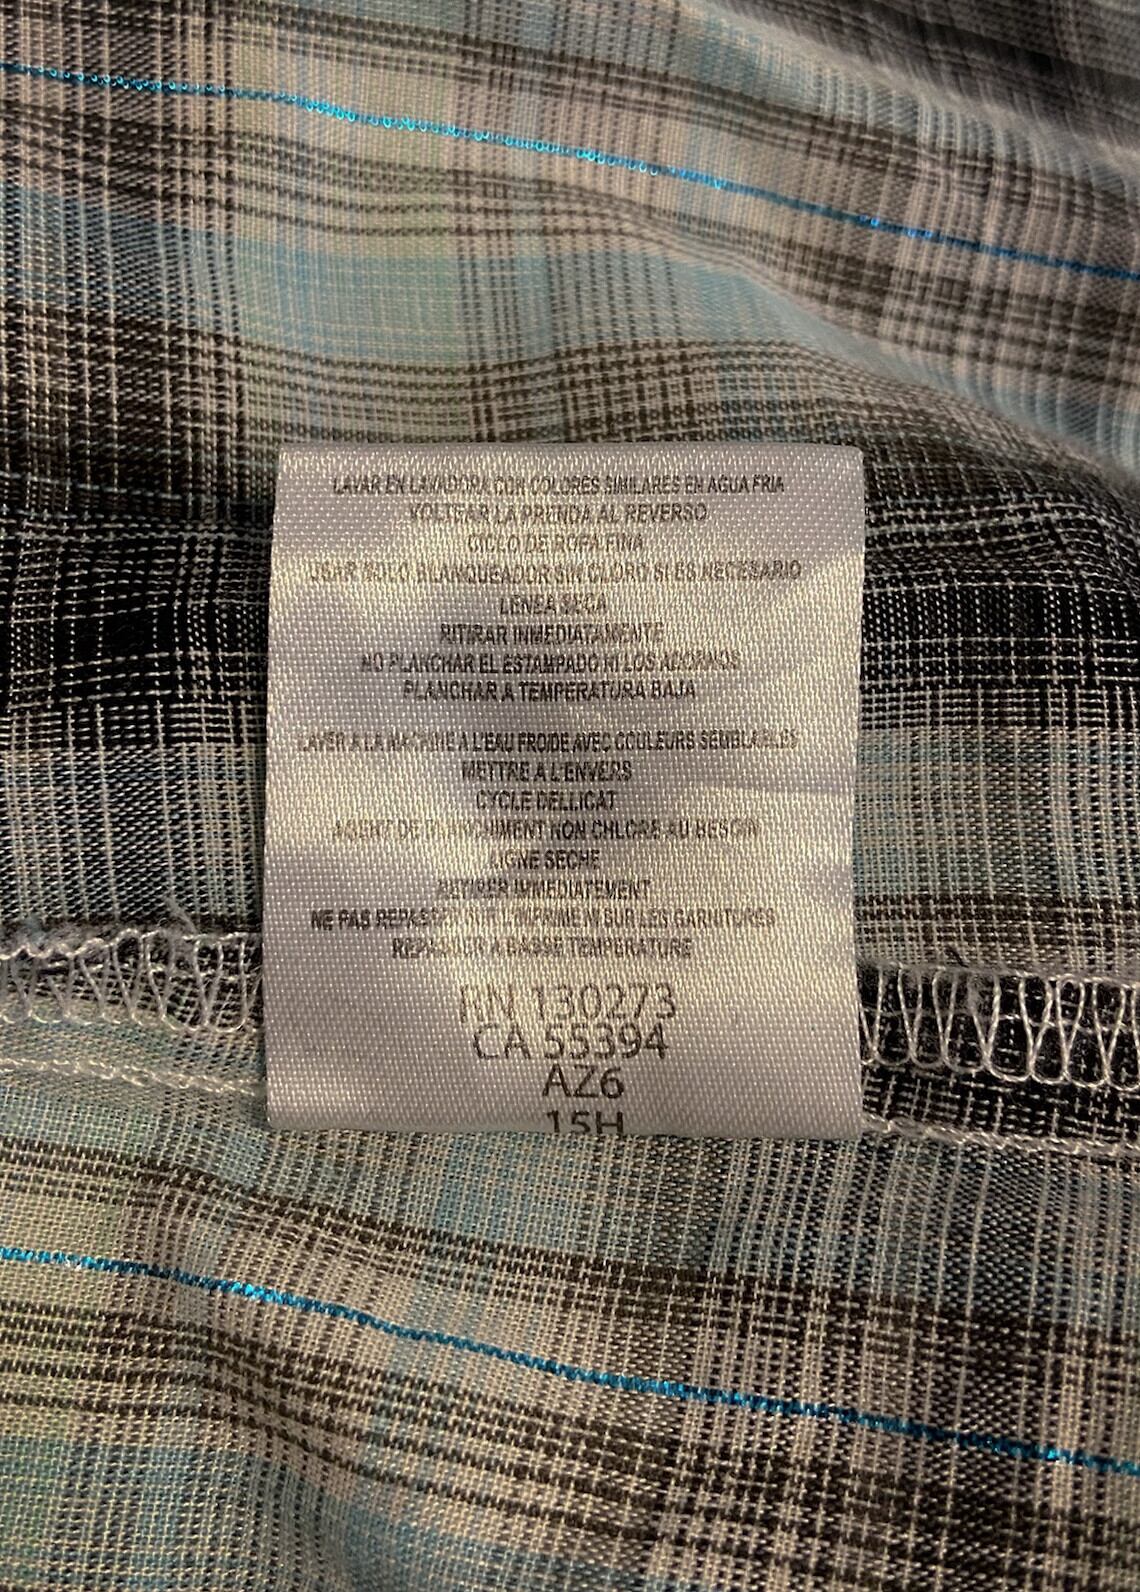 LAVAR EN LAVADORA CON COLORES SIMILARES EN AGUA FRIA
VOLTEAR LA PRENDA AL REVERSO
CICLO DE ROPA FINA
USAR SOLO BLANQUEADOR SIN CLORO SI ES NECESARIO
LENEA SECA
RITIRAR INMEDIATAMENTE
NO PLANCHAR EL ESTAMPADO NI LOS ADORNOS
PLANCHAR A TEMPERATURA BAJA
LAVER A LA MACHINE A L'EAU FROIDE AVEC COULEURS SEMBLABLES
METTRE A L'ENVERS
CYCLE DELLICAT
AGENT DE BLANCHIMENT NON CHLORE AU BESOIN
LIGNE SECHE
RETIRER IMMEDIATEMENT
NE PAS REPASSER SUR L'IMPRIME NI SUR LES GARNITURES
REPASSER A BASSE TEMPERATURE
RN 130273
CA 55394
AZ6
15H